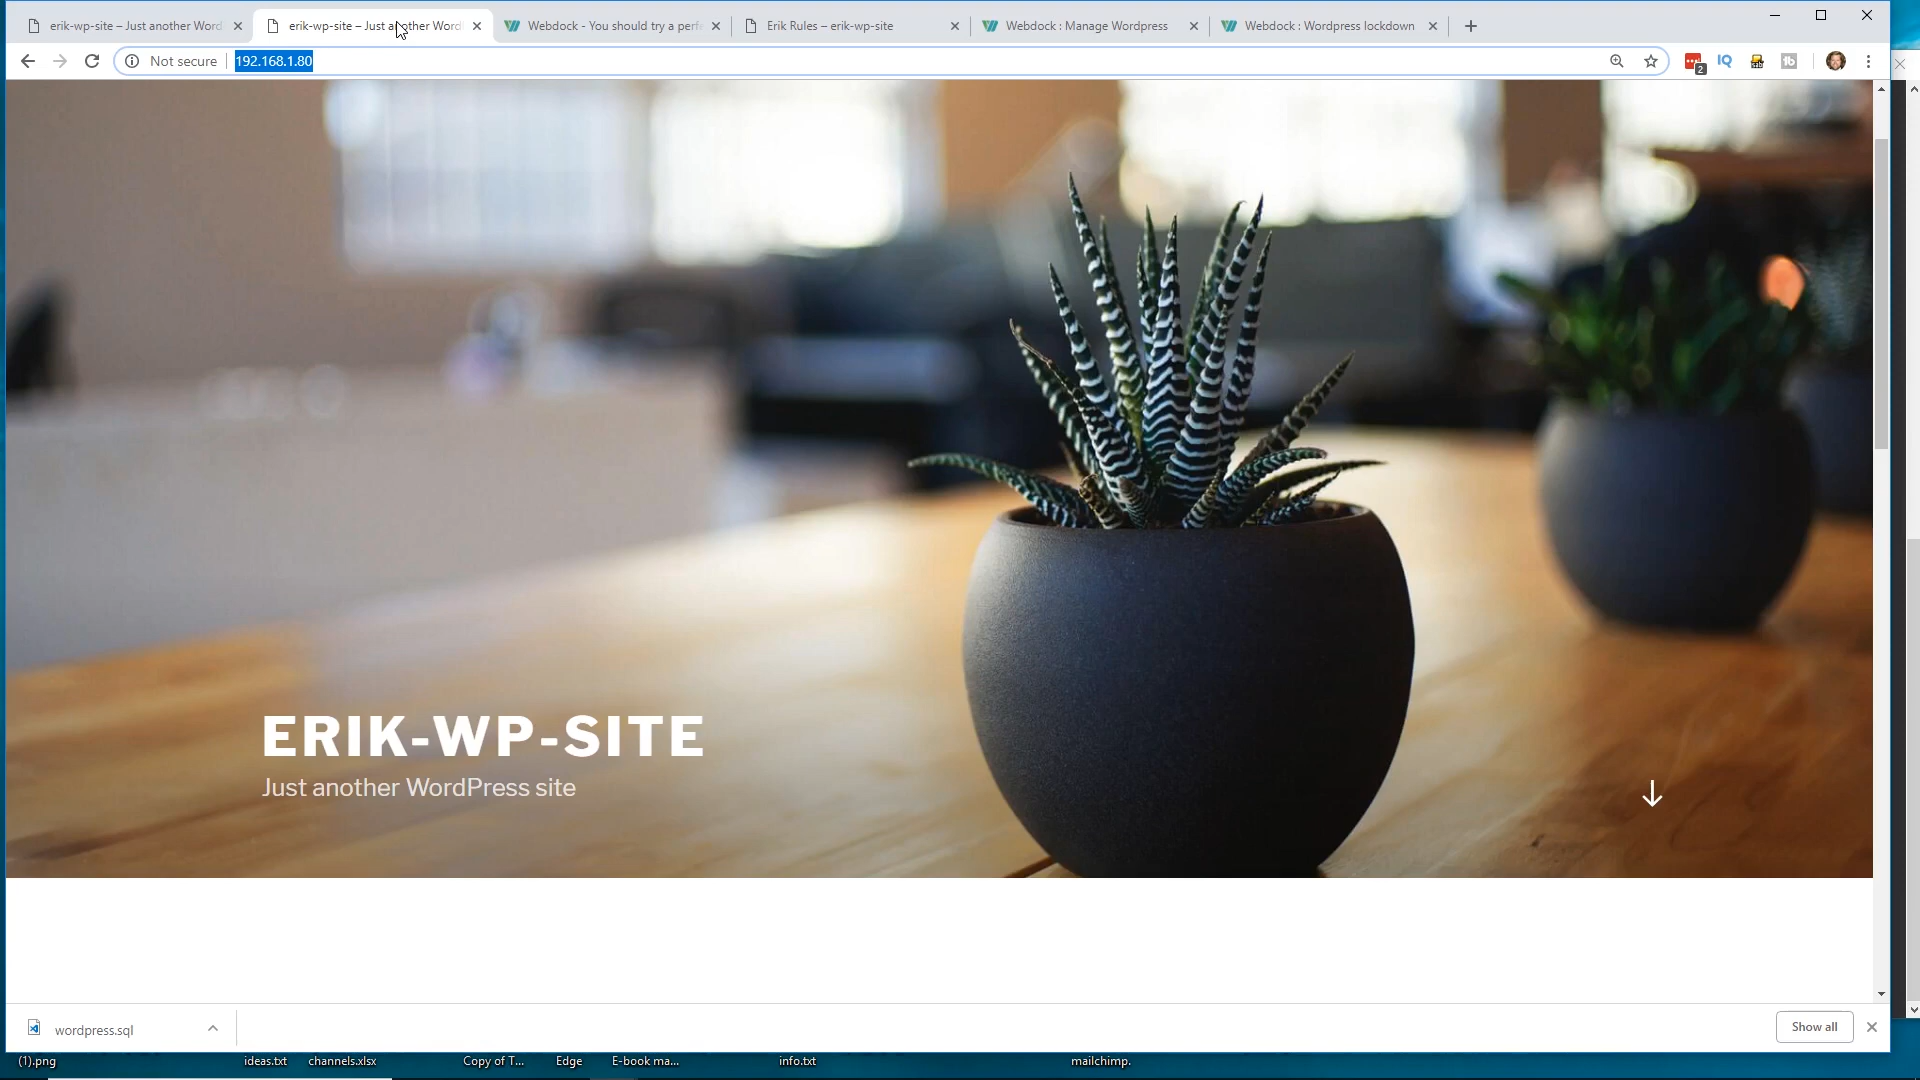 erik-wp-site – Just another Word
erik-wp-site – Just another Word
Webdock - You should try a perf
Erik Rules – erik-wp-site
Webdock : Manage Wordpress
Webdock : Wordpress lockdown
Not secure
192.168.1.80
2
IQ
ERIK-WP-SITE
Just another WordPress site
wordpress.sql
Show all
(1).png
ideas.txt
channels.xlsx
Copy of T...
Edge
E-book ma...
info.txt
mailchimp.